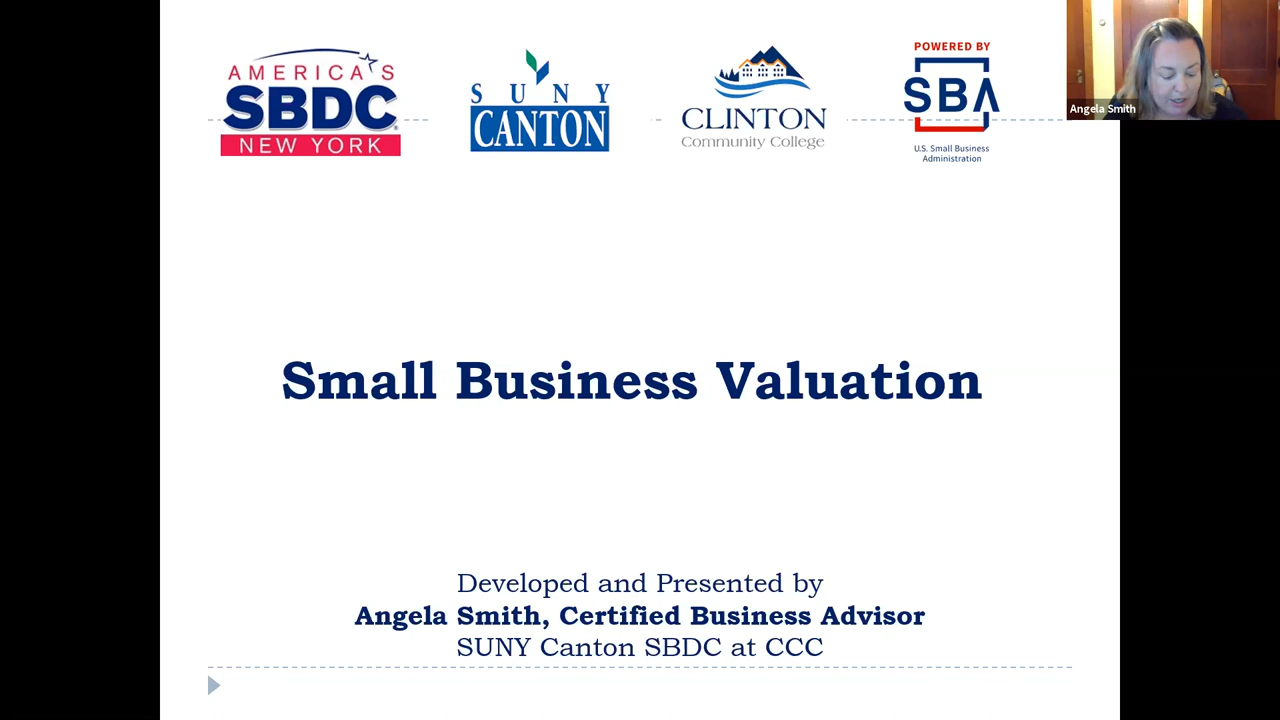 AMERICA'S
SBDC
NEW YORK
SUNY
CANTON
CLINTON
Community College
POWERED BY
SBA
U.S. Small Business
Administration
Angela Smith
Small Business Valuation
Developed and Presented by
Angela Smith, Certified Business Advisor
SUNY Canton SBDC at CCC